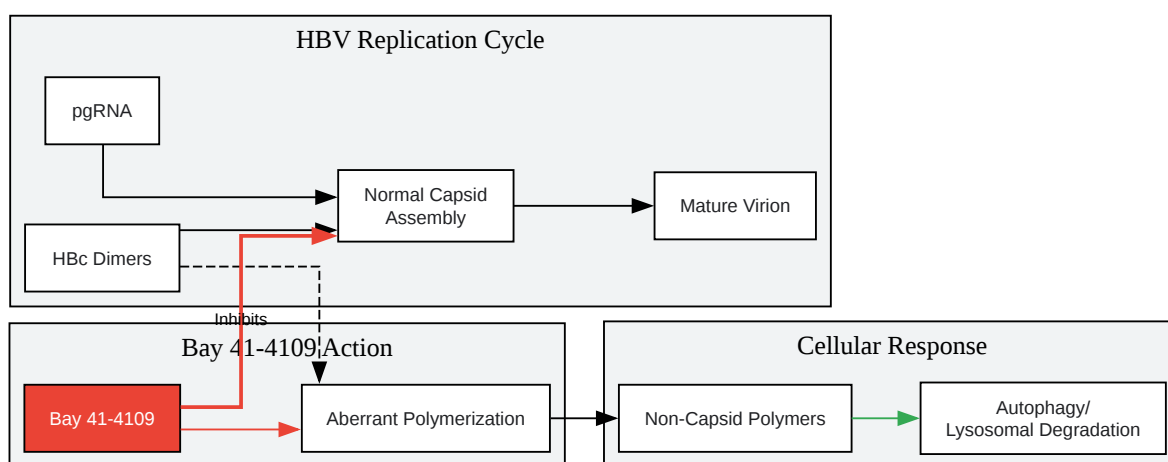 HBV Replication Cycle
pgRNA
Normal Capsid
Assembly
Mature Virion
HBc Dimers
Inhibits
Bay 41-4109 Action
Cellular Response
Bay 41-4109
Aberrant Polymerization
Non-Capsid Polymers
Autophagy/
Lysosomal Degradation